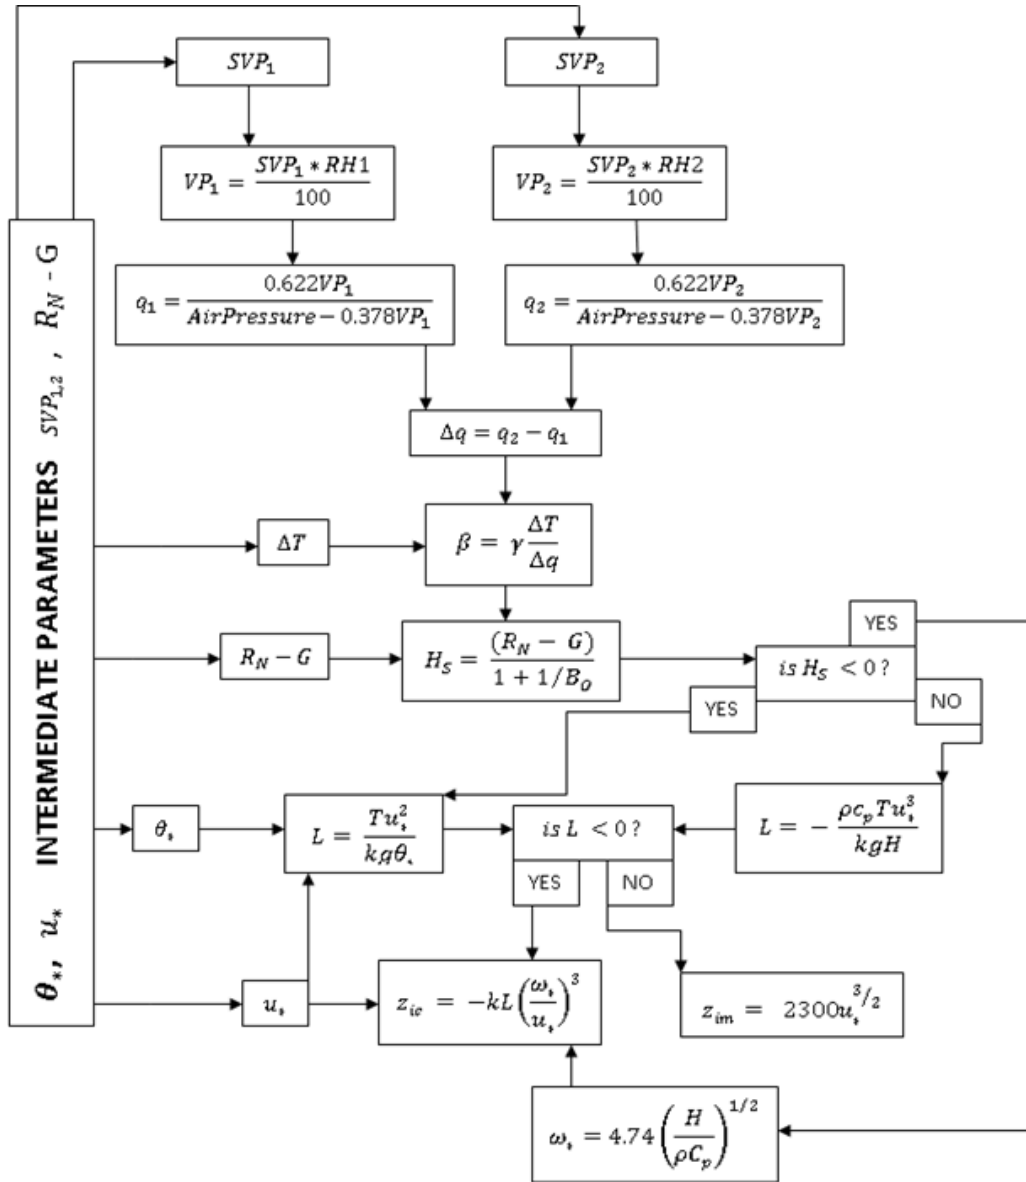 SVP₁
SVP₂
VP₁ = SVP₁ * RH1 / 100
VP₂ = SVP₂ * RH2 / 100
q₁ = 0.622VP₁ / AirPressure − 0.378VP₁
q₂ = 0.622VP₂ / AirPressure − 0.378VP₂
Δq = q₂ − q₁
θ*, u* INTERMEDIATE PARAMETERS SVP₁,₂ , R_N - G
ΔT
β = γ ΔT / Δq
R_N − G
H_S = (R_N − G) / 1 + 1/B_O
YES
is H_S < 0 ?
YES
NO
θ*
L = Tu*² / kgθ*
is L < 0 ?
L = − ρc_pTu*³ / kgH
YES
NO
u*
z_ic = −kL(ω* / u*)³
z_im = 2300u*^3/2
ω* = 4.74 (H / ρC_p)^1/2